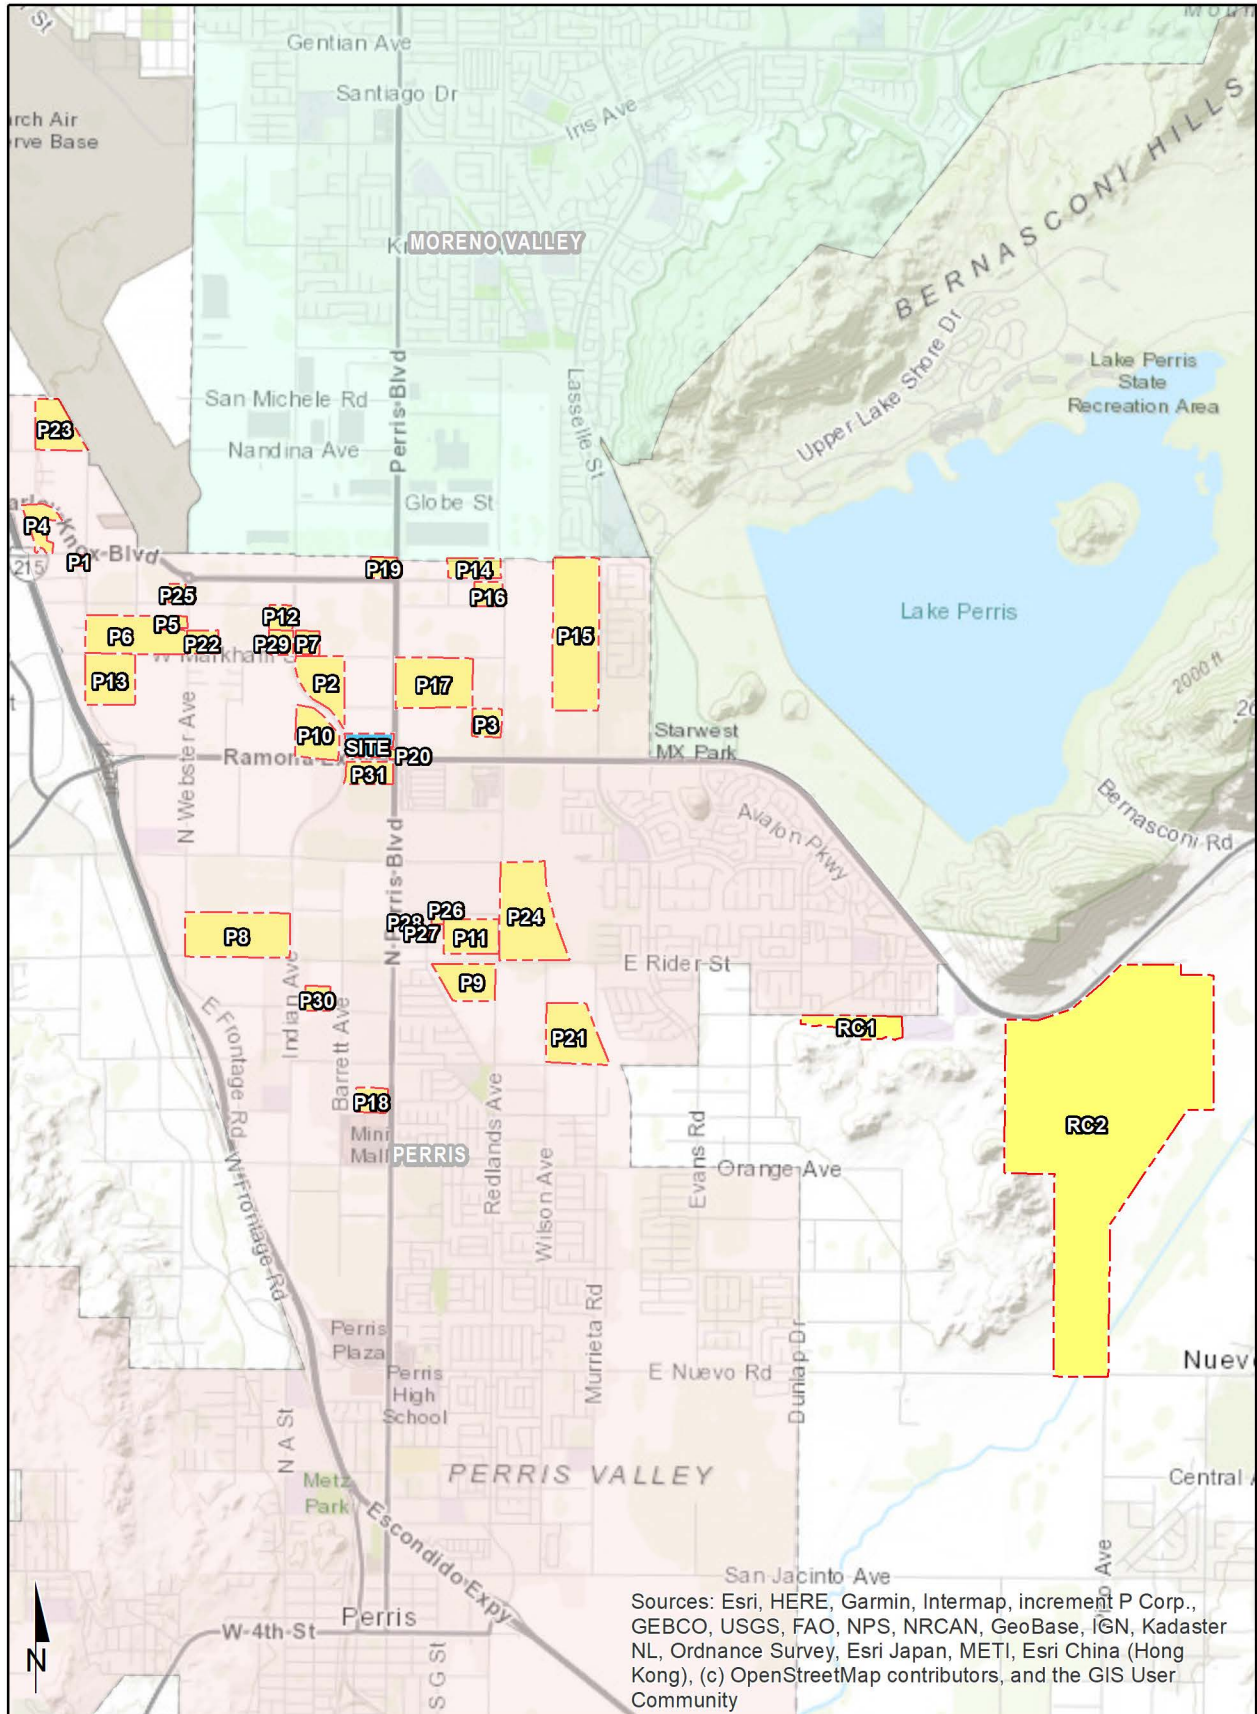 St
Gentian Ave
Santiago Dr
Iris Ave
arch Air
rve Base
MORENO VALLEY
BERNASCONI HILLS
Upper Lake Shore Dr
Lake Perris
State
Recreation Area
San Michele Rd
Perris Blvd
Lasselle St
Nandina Ave
Globe St
P23
P4
Knox Blvd
215
P1
P19
P14
P25
P16
P12
P5
P6
P22
P29
P7
P15
Lake Perris
W Markham S
P13
P2
P17
2000 ft
N Webster Ave
P10
P3
SITE
P20
Starwest
MX Park
P31
Avalon Pkwy
Bernasconi Rd
N Perris Blvd
P26
P28
P27
P11
P24
P8
E Rider St
P9
P30
Indian Ave
Barrett Ave
E Frontage Rd
P21
RC1
P18
RC2
Mini
Mall
PERRIS
Redlands Ave
Wilson Ave
Evans Rd
Orange Ave
W Frontage Rd
Murrieta Rd
Dunlap Dr
Perris
Plaza
Perris
High
School
E Nuevo Rd
Nuev
N A St
PERRIS VALLEY
Metz
Park
Central
Escondido Expy
San Jacinto Ave
Perris
W 4th St
S G St
N
Sources: Esri, HERE, Garmin, Intermap, increment P Corp.,
GEBCO, USGS, FAO, NPS, NRCAN, GeoBase, IGN, Kadaster
NL, Ordnance Survey, Esri Japan, METI, Esri China (Hong
Kong), (c) OpenStreetMap contributors, and the GIS User
Community